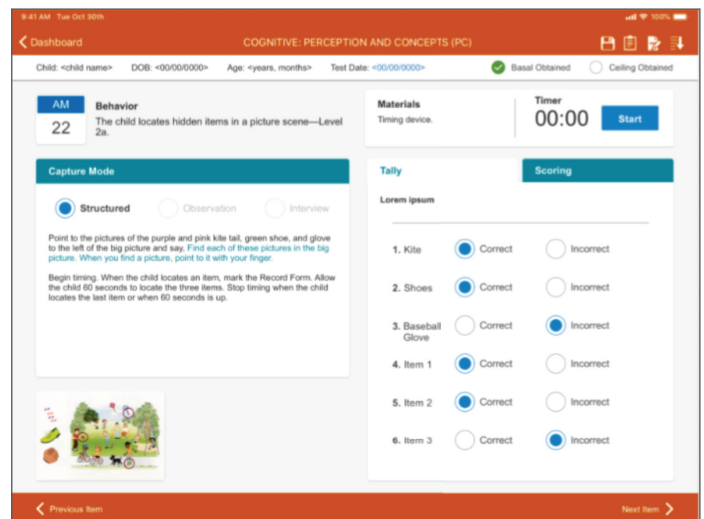 9:41 AM Tue Oct 30th
100%
Dashboard
COGNITIVE: PERCEPTION AND CONCEPTS (PC)
Child: <child name> DOB: <00/00/0000> Age: <years, months> Test Date: <00/00/0000> Basal Obtained Ceiling Obtained
AM
22
Behavior
The child locates hidden items in a picture scene—Level
2a.
Materials
Timing device.
Timer
00:00
Start
Capture Mode
Structured Observation Interview
Point to the pictures of the purple and pink kite tail, green shoe, and glove
to the left of the big picture and say, Find each of these pictures in the big
picture. When you find a picture, point to it with your finger.
Begin timing. When the child locates an item, mark the Record Form. Allow
the child 60 seconds to locate the three items. Stop timing when the child
locates the last item or when 60 seconds is up.
Tally Scoring
Lorem ipsum
1. Kite Correct Incorrect
2. Shoes Correct Incorrect
3. Baseball Correct Incorrect
Glove
4. Item 1 Correct Incorrect
5. Item 2 Correct Incorrect
6. Item 3 Correct Incorrect
Previous Item
Next Item